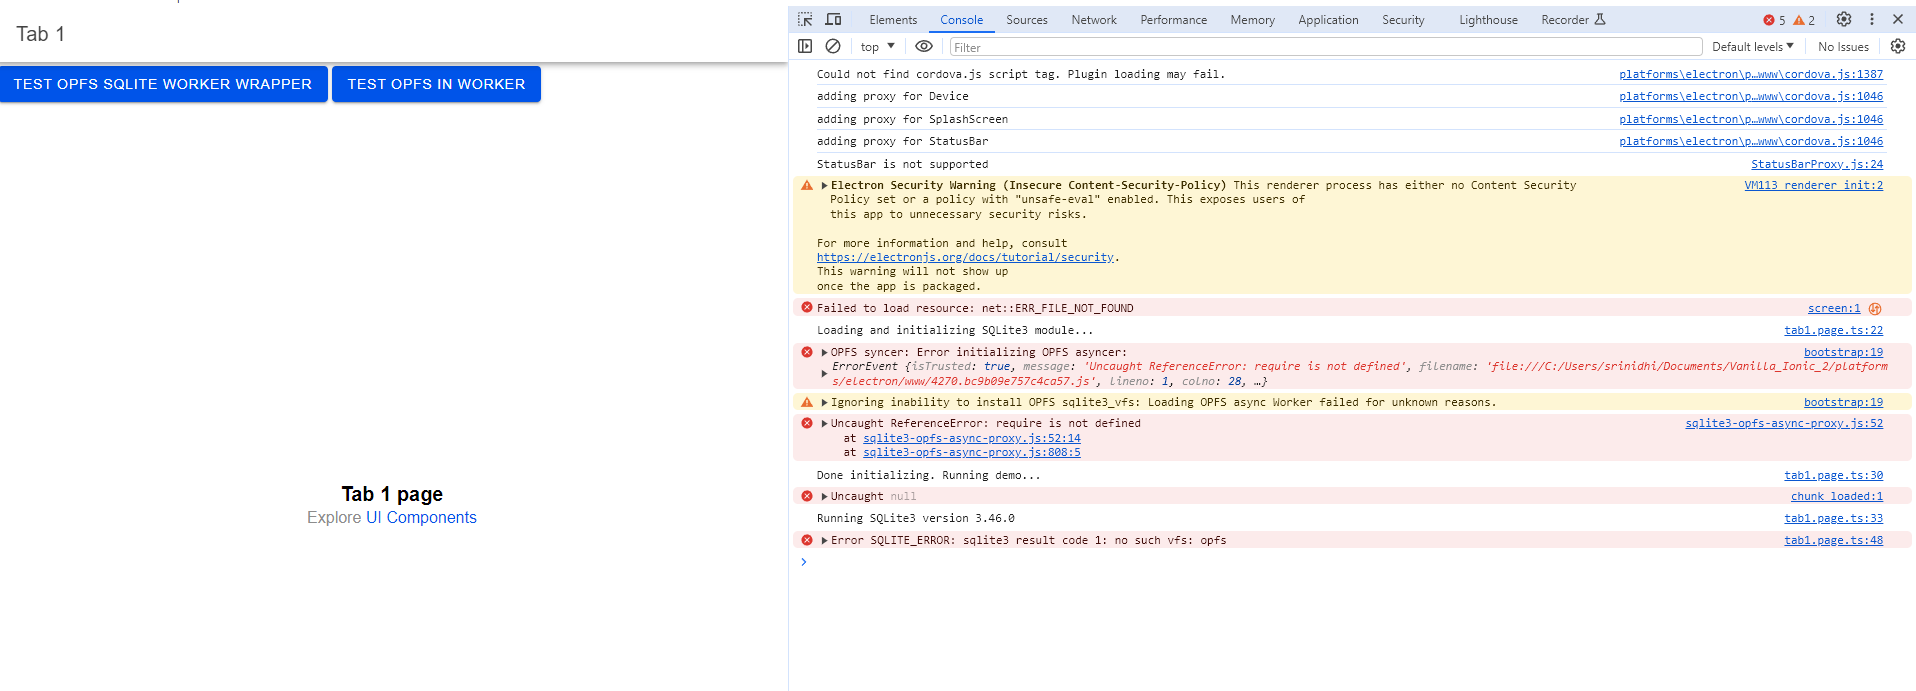 Tab 1
TEST OPFS SQLITE WORKER WRAPPER
TEST OPFS IN WORKER
Tab 1 page
Explore UI Components
Elements Console Sources Network Performance Memory Application Security Lighthouse Recorder 5 2
top Filter Default levels No Issues
Could not find cordova.js script tag. Plugin loading may fail. platforms\electron\p…www\cordova.js:1387
adding proxy for Device platforms\electron\p…www\cordova.js:1046
adding proxy for SplashScreen platforms\electron\p…www\cordova.js:1046
adding proxy for StatusBar platforms\electron\p…www\cordova.js:1046
StatusBar is not supported StatusBarProxy.js:24
Electron Security Warning (Insecure Content-Security-Policy) This renderer process has either no Content Security VM113 renderer_init:2
Policy set or a policy with "unsafe-eval" enabled. This exposes users of
this app to unnecessary security risks.
For more information and help, consult
https://electronjs.org/docs/tutorial/security.
This warning will not show up
once the app is packaged.
Failed to load resource: net::ERR_FILE_NOT_FOUND screen:1
Loading and initializing SQLite3 module... tab1.page.ts:22
OPFS syncer: Error initializing OPFS asyncer: bootstrap:19
ErrorEvent {isTrusted: true, message: 'Uncaught ReferenceError: require is not defined', filename: 'file:///C:/Users/srinidhi/Documents/Vanilla_Ionic_2/platform
s/electron/www/4270.bc9b09e757c4ca57.js', lineno: 1, colno: 28, …}
Ignoring inability to install OPFS sqlite3_vfs: Loading OPFS async Worker failed for unknown reasons. bootstrap:19
Uncaught ReferenceError: require is not defined sqlite3-opfs-async-proxy.js:52
at sqlite3-opfs-async-proxy.js:52:14
at sqlite3-opfs-async-proxy.js:808:5
Done initializing. Running demo... tab1.page.ts:30
Uncaught null chunk loaded:1
Running SQLite3 version 3.46.0 tab1.page.ts:33
Error SQLITE_ERROR: sqlite3 result code 1: no such vfs: opfs tab1.page.ts:48